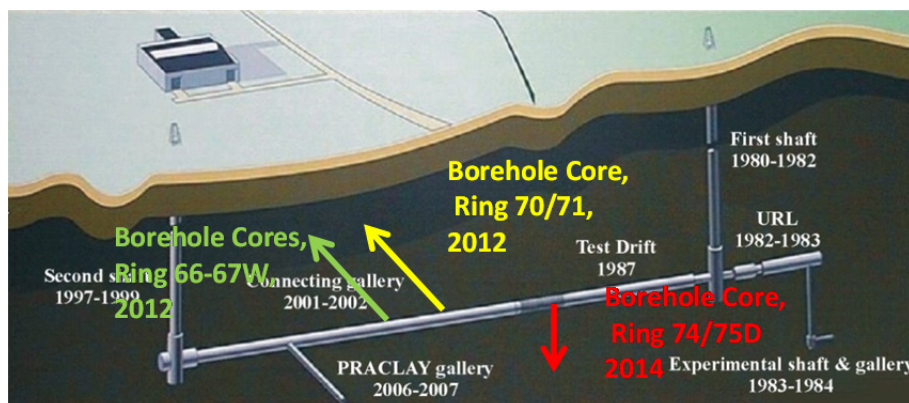 First shaft
1980-1982
Borehole Core,
Ring 70/71,
2012
URL
1982-1983
Test Drift
1987
Borehole Cores,
Ring 66-67W,
2012
Second shaft
1997-1999
Connecting gallery
2001-2002
Borehole Core,
Ring 74/75D
2014
PRACLAY gallery
2006-2007
Experimental shaft & gallery
1983-1984